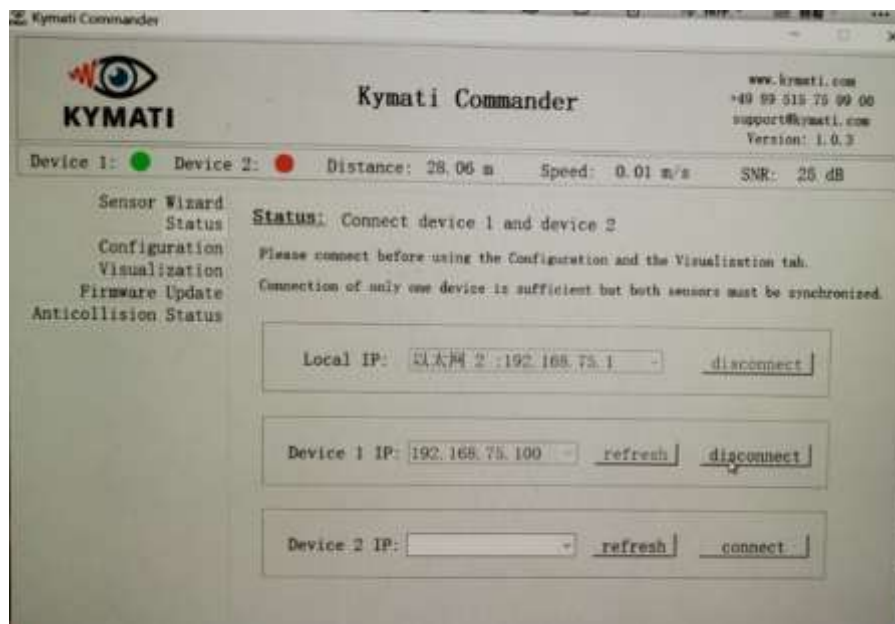 Kymati Commander
KYMATI
Kymati Commander
www.kymati.com
+49 89 515 75 09 00
support@kymati.com
Version: 1.0.3
Device 1: Device 2: Distance: 28.06 m Speed: 0.01 m/s SNR: 25 dB
Sensor Wizard
Status
Configuration
Visualization
Firmware Update
Anticollision Status
Status: Connect device 1 and device 2
Please connect before using the Configuration and the Visualization tab.
Connection of only one device is sufficient but both sensors must be synchronized.
Local IP: 以太网 2 :192.168.75.1 disconnect
Device 1 IP: 192.168.75.100 refresh disconnect
Device 2 IP: refresh connect